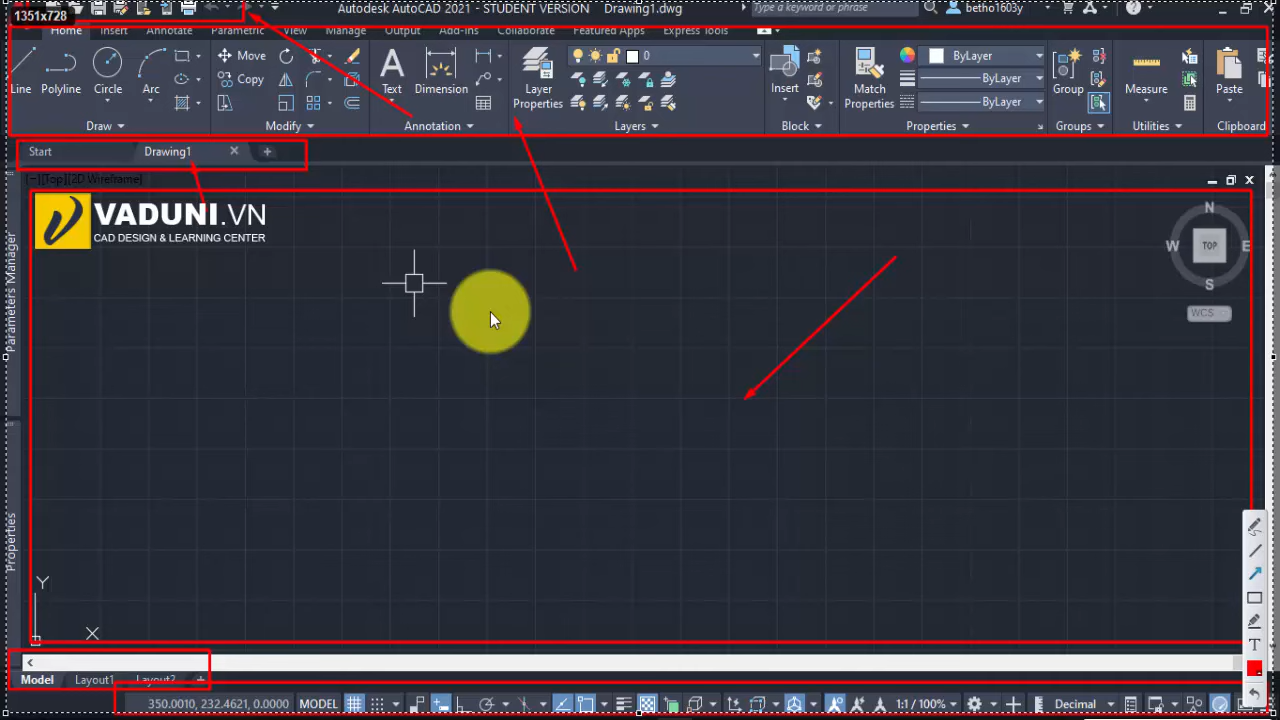 1351x728
Autodesk AutoCAD 2021 - STUDENT VERSION Drawing1.dwg
Type a keyword or phrase
betho1603y
Home Insert Annotate Parametric View Manage Output Add-ins Collaborate Featured Apps Express Tools
Move
0
ByLayer
Copy
ByLayer
ByLayer
Line Polyline Circle Arc
Text Dimension
Layer
Properties
Insert
Match
Properties
Group
Measure
Paste
Draw Modify Annotation Layers Block Properties Groups Utilities Clipboard
Start Drawing1
[−][Top][2D Wireframe]
VADUNI.VN
CAD DESIGN & LEARNING CENTER
N
W TOP E
S
WCS
Parameters Manager
Properties
Y
X
T
Model Layout1 Layout2
350.0010, 232.4621, 0.0000 MODEL 1:1 / 100% Decimal